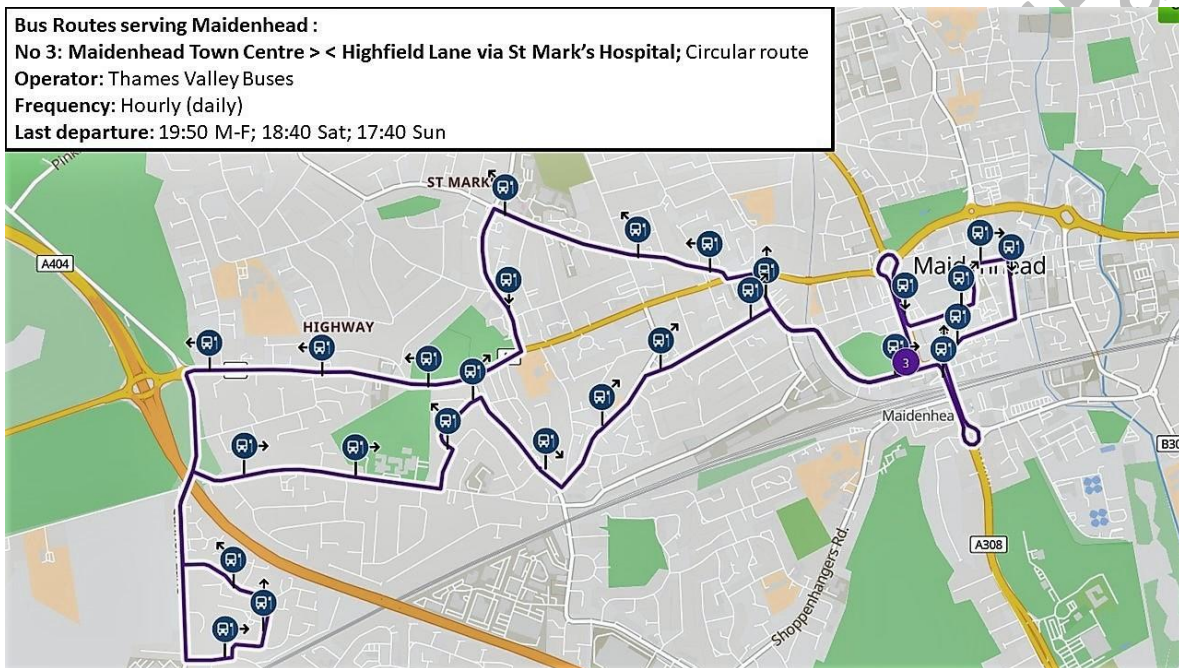 Bus Routes serving Maidenhead :
No 3: Maidenhead Town Centre > < Highfield Lane via St Mark's Hospital; Circular route
Operator: Thames Valley Buses
Frequency: Hourly (daily)
Last departure: 19:50 M-F; 18:40 Sat; 17:40 Sun
ST MARK
A404
HIGHWAY
3
Maidenhea
B30
A308
Shoppenhangers Rd.